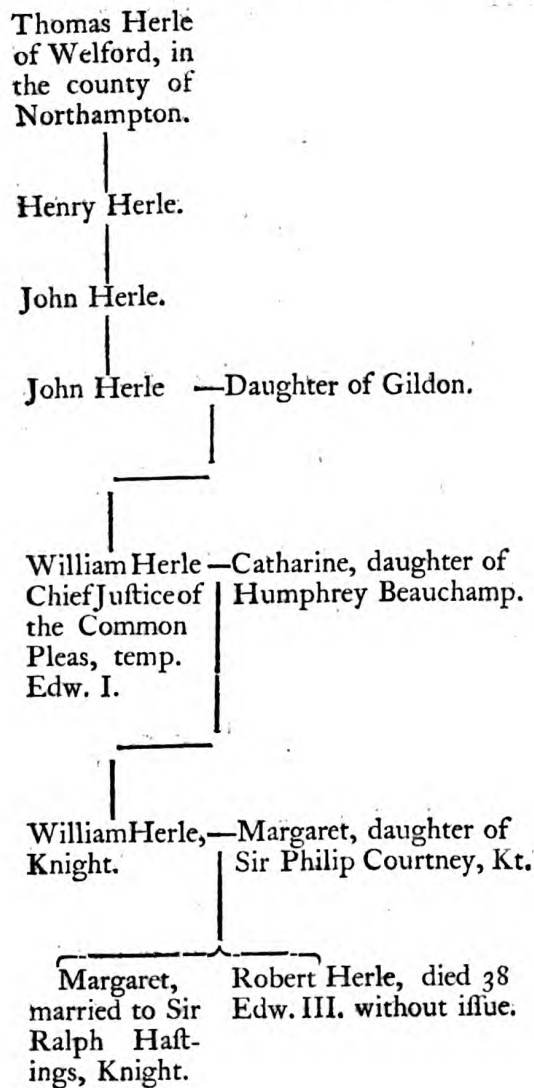 Thomas Herle
of Welford, in
the county of
Northampton.
Henry Herle.
John Herle.
John Herle — Daughter of Gildon.
William Herle — Catharine, daughter of
Chief Juſtice of Humphrey Beauchamp.
the Common
Pleas, temp.
Edw. I.
William Herle, — Margaret, daughter of
Knight. Sir Philip Courtney, Kt.
Margaret, Robert Herle, died 38
married to Sir Edw. III. without iſſue.
Ralph Haſt-
ings, Knight.